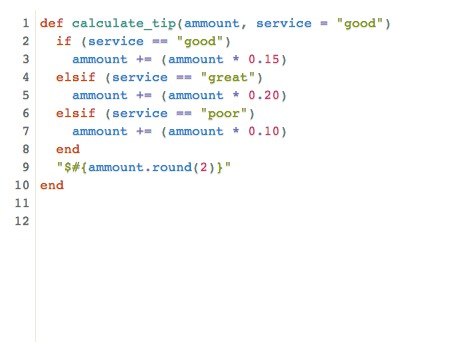 1 def calculate_tip(ammount, service = "good")
2   if (service == "good")
3     ammount += (ammount * 0.15)
4   elsif (service == "great")
5     ammount += (ammount * 0.20)
6   elsif (service == "poor")
7     ammount += (ammount * 0.10)
8   end
9   "$#{ammount.round(2)}"
10 end
11
12